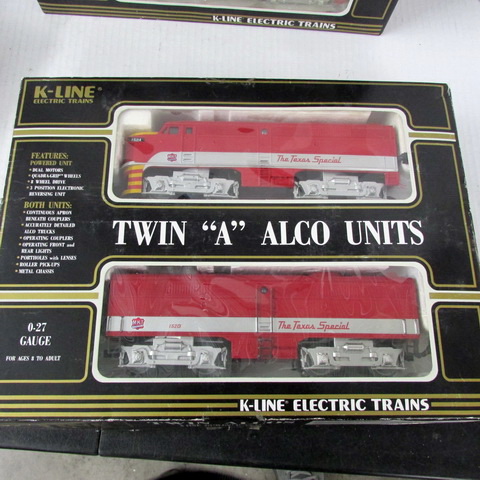 K-LINE ELECTRIC TRAINS
K-LINE®
ELECTRIC TRAINS
The Texas Special
FEATURES:
POWERED UNIT
• DUAL MOTORS
• QUADRA-GRIP™ WHEELS
• 8 WHEEL DRIVE
• 3 POSITION ELECTRONIC
REVERSING UNIT
BOTH UNITS:
• CONTINUOUS APRON
BENEATH COUPLERS
• ACCURATELY DETAILED
ALCO TRUCKS
• OPERATING COUPLERS
• OPERATING FRONT and
REAR LIGHTS
• PORTHOLES with LENSES
• ROLLER PICK-UPS
• METAL CHASSIS
TWIN "A" ALCO UNITS
The Texas Special
0-27
GAUGE
FOR AGES 8 TO ADULT
K-LINE® ELECTRIC TRAINS